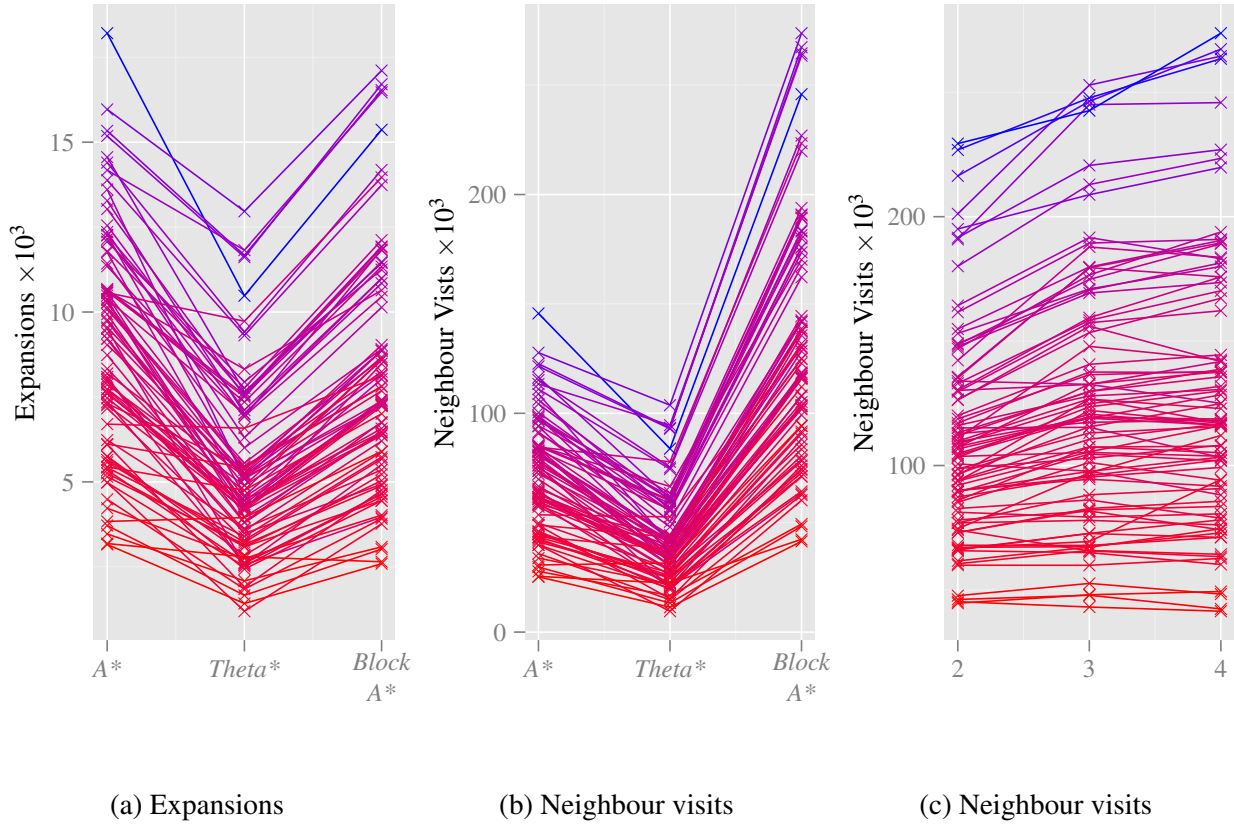 Expansions ×10³
15
10
5
A*
Theta*
Block
A*
Neighbour Vists ×10³
200
100
0
A*
Theta*
Block
A*
Neighbour Visits ×10³
200
100
2
3
4
(a) Expansions
(b) Neighbour visits
(c) Neighbour visits